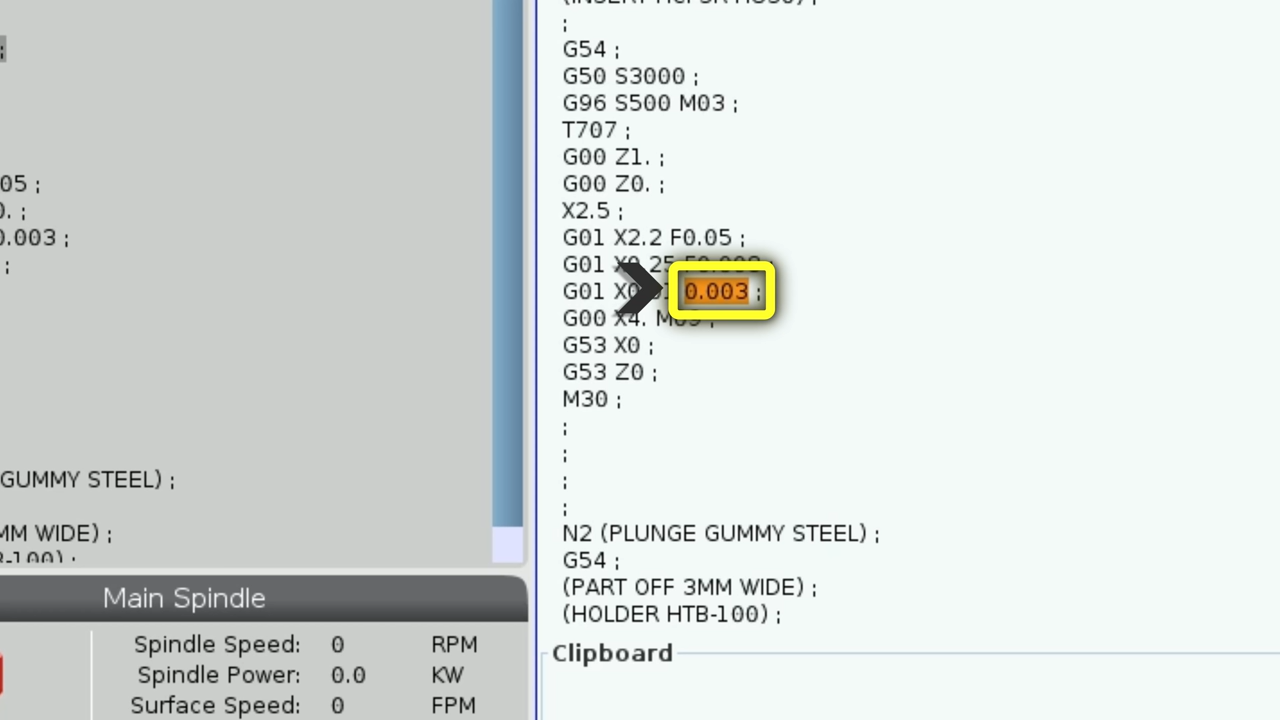 ;
05 ;
0. ;
0.003 ;
;
GUMMY STEEL) ;
MM WIDE) ;
Main Spindle
Spindle Speed: 0 RPM
Spindle Power: 0.0 KW
Surface Speed: 0 FPM
;
G54 ;
G50 S3000 ;
G96 S500 M03 ;
T707 ;
G00 Z1. ;
G00 Z0. ;
X2.5 ;
G01 X2.2 F0.05 ;
G01
G01 0.003 ;
G00 X4. M09 ;
G53 X0 ;
G53 Z0 ;
M30 ;
;
;
;
;
N2 (PLUNGE GUMMY STEEL) ;
G54 ;
(PART OFF 3MM WIDE) ;
(HOLDER HTB-100) ;
Clipboard